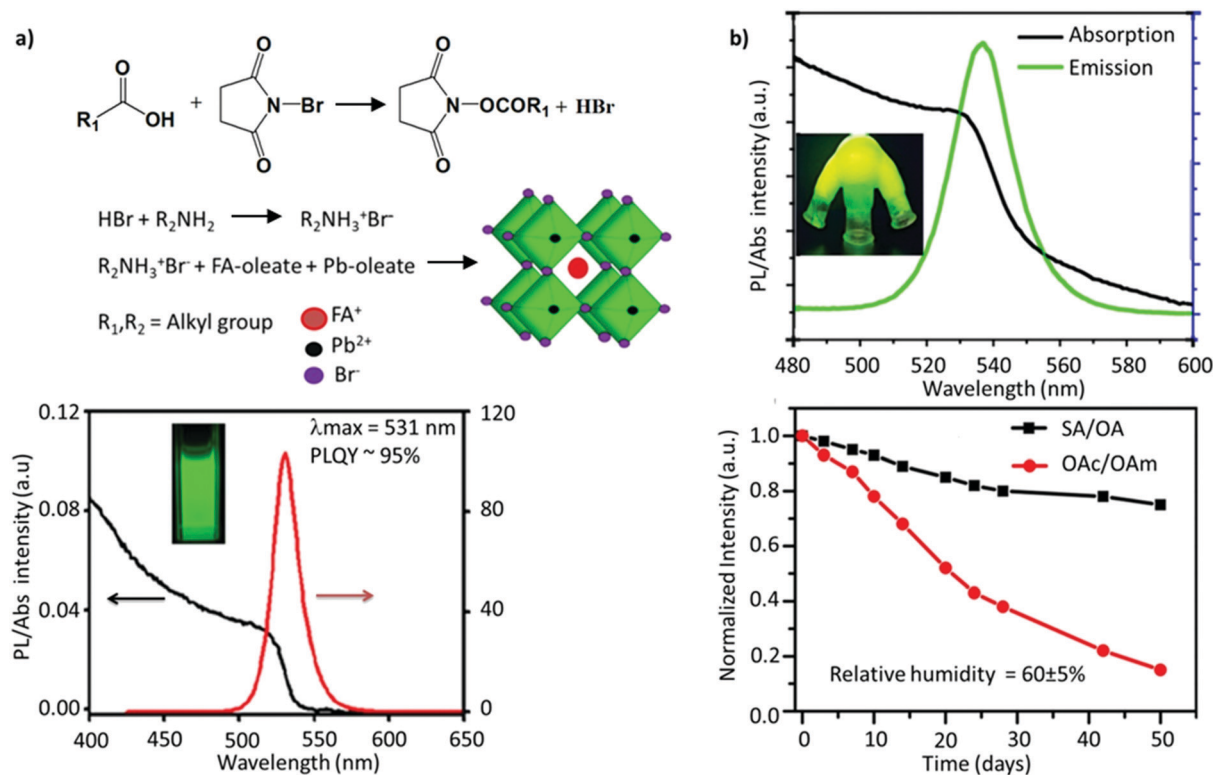 a)
O
R₁ OH
+
O
N—Br
O
O
N—OCOR₁ + HBr
O
HBr + R₂NH₂ R₂NH₃⁺Br⁻
R₂NH₃⁺Br⁻ + FA-oleate + Pb-oleate
R₁,R₂ = Alkyl group
FA⁺
Pb²⁺
Br⁻
PL/Abs intensity (a.u)
0.12
0.08
0.04
0.00
120
80
40
0
λmax = 531 nm
PLQY ~ 95%
400 450 500 550 600 650
Wavelength (nm)
b)
PL/Abs intensity (a.u.)
Absorption
Emission
480 500 520 540 560 580 600
Wavelength (nm)
Normalized Intensity (a.u.)
1.0
0.8
0.6
0.4
0.2
0.0
SA/OA
OAc/OAm
Relative humidity = 60±5%
0 10 20 30 40 50
Time (days)